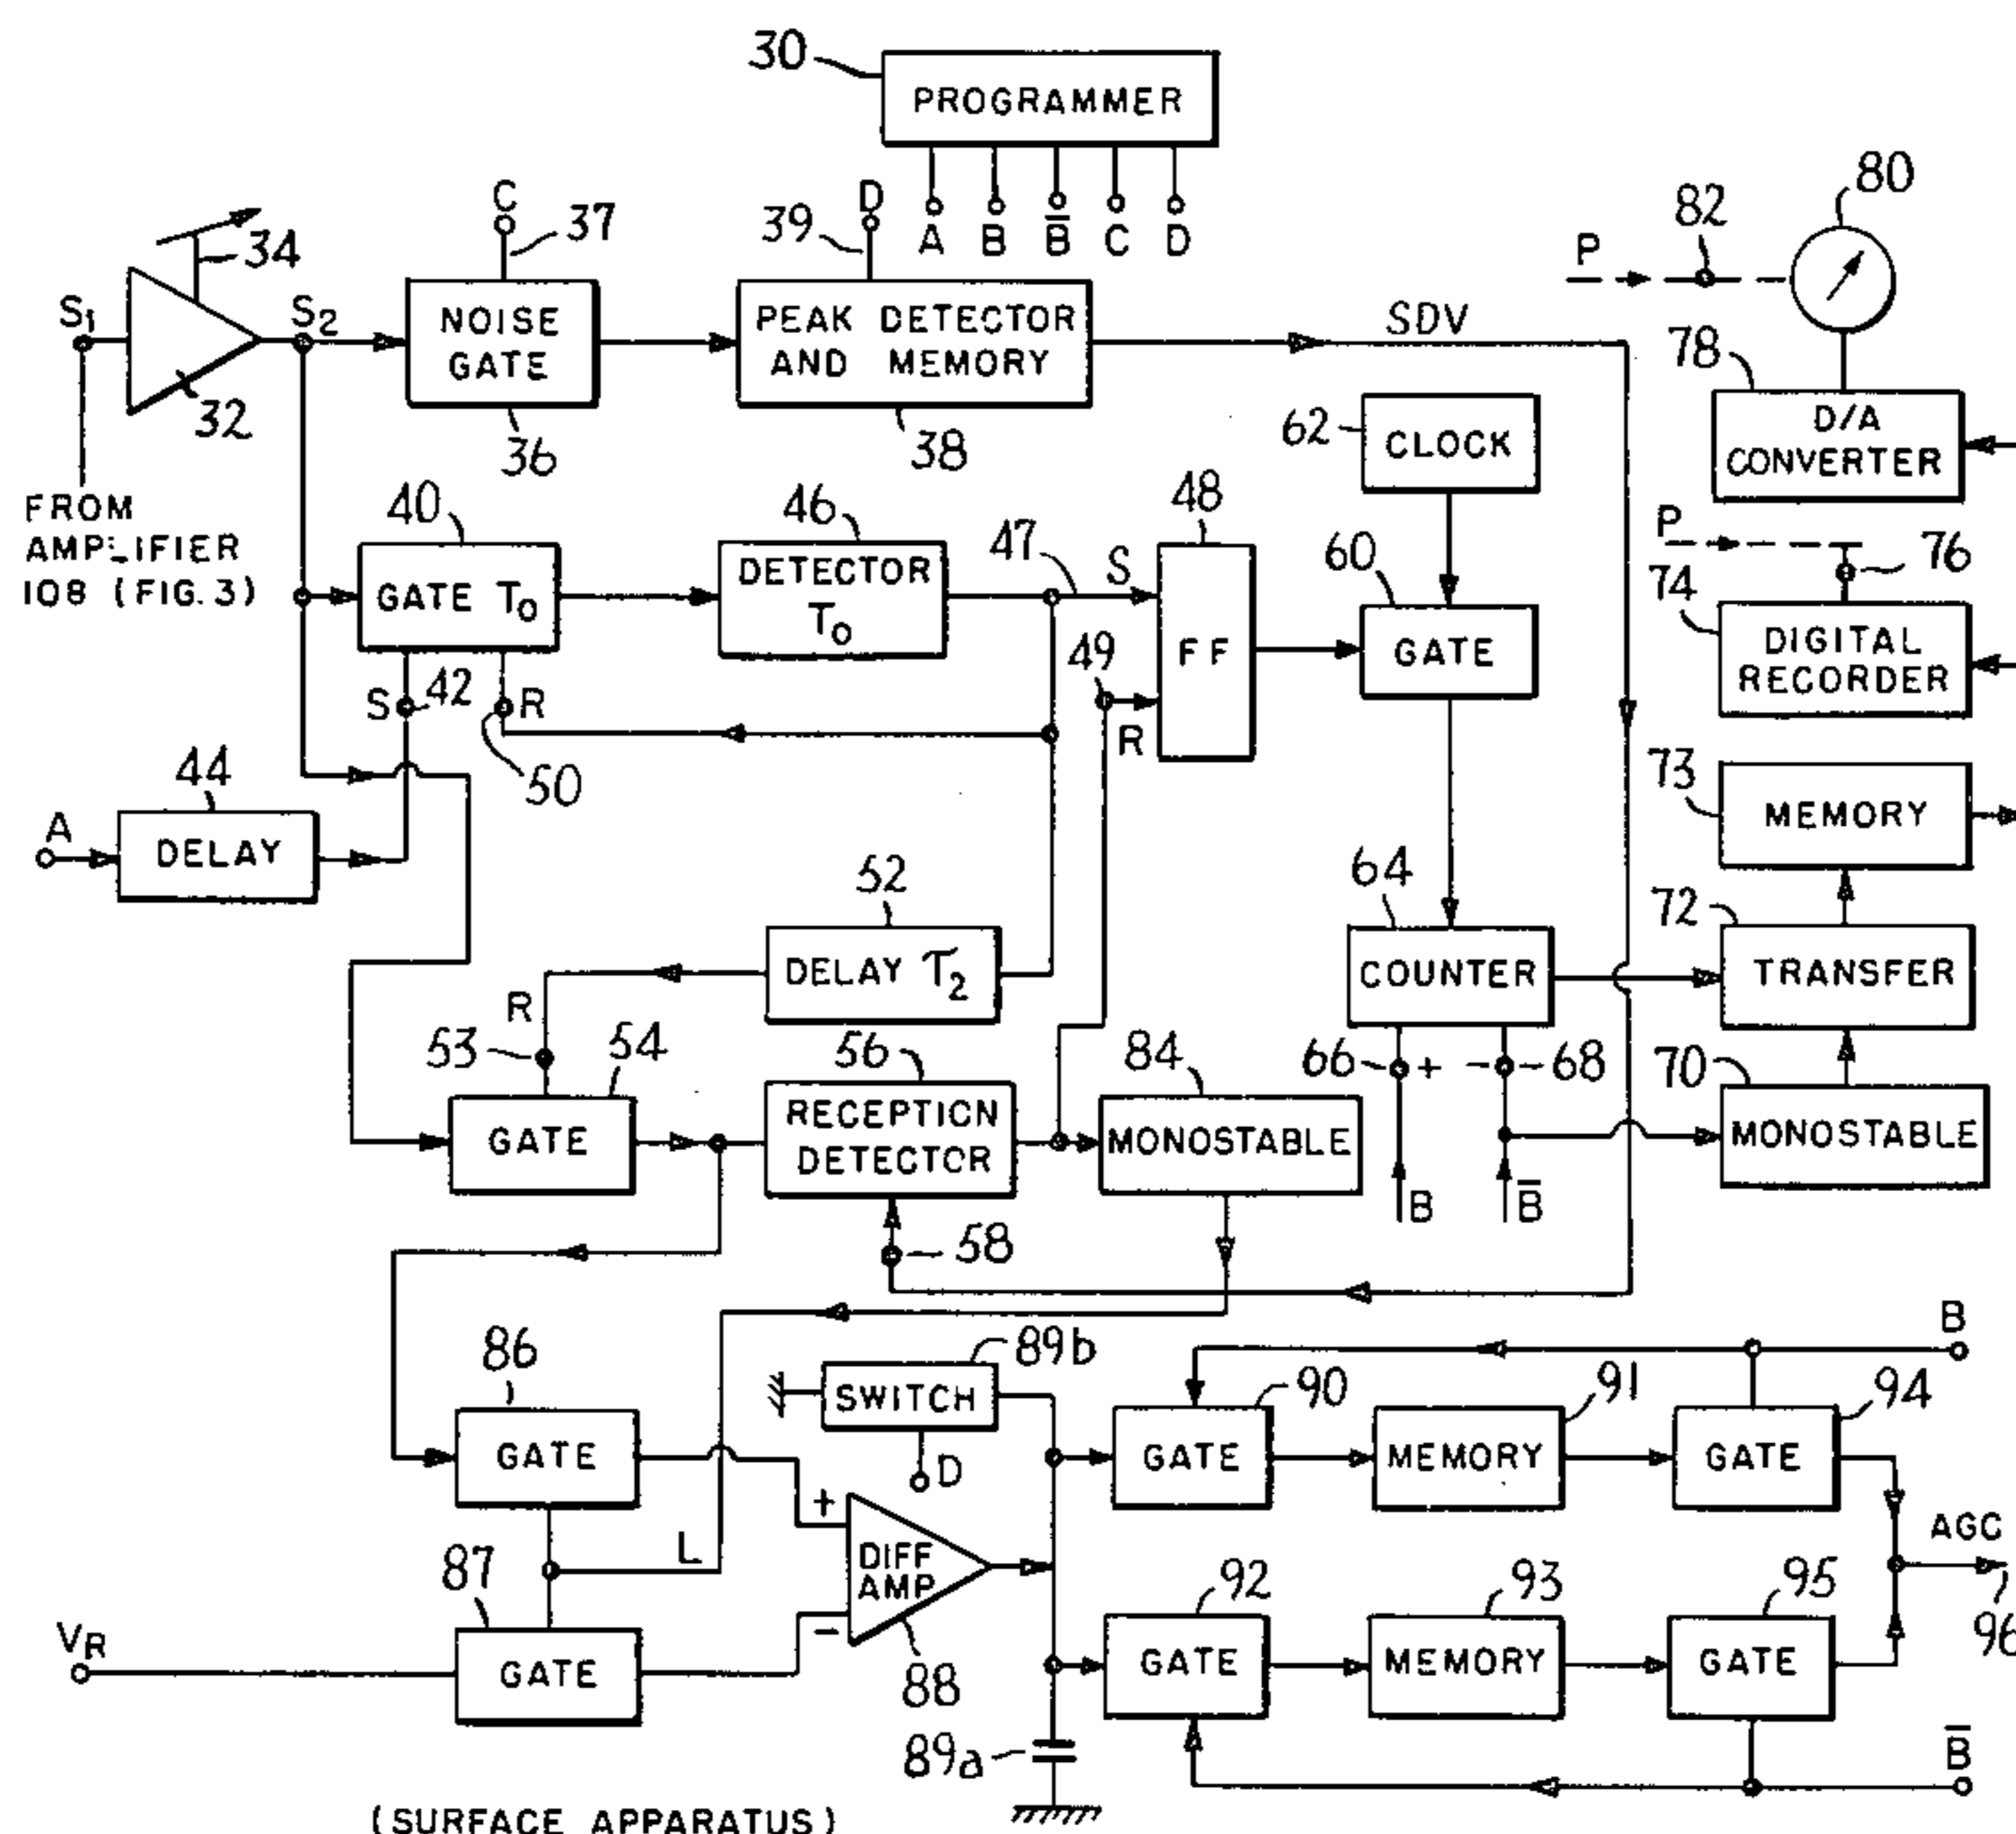 30
PROGRAMMER
A B B̅ C D
C 37
D 39
34
S1
S2
32
NOISE
GATE
36
PEAK DETECTOR
AND MEMORY
38
SDV
P 82 80
78
D/A
CONVERTER
62 CLOCK
FROM
AMPLIFIER
108 (FIG. 3)
40
GATE T0
46
DETECTOR
T0
47 S
48
FF
49
R
60
GATE
P 76
74
DIGITAL
RECORDER
S 42
R
50
44
A
DELAY
73
MEMORY
52
DELAY T2
64
COUNTER
72
TRANSFER
R
53
54
GATE
56
RECEPTION
DETECTOR
84
MONOSTABLE
66 +
- 68
70
MONOSTABLE
B
B̅
58
86
GATE
89b
SWITCH
D
B
90
GATE
91
MEMORY
94
GATE
L
+
DIFF
AMP
-
88
AGC
96
87
GATE
VR
92
GATE
93
MEMORY
95
GATE
89a
B̅
(SURFACE APPARATUS)